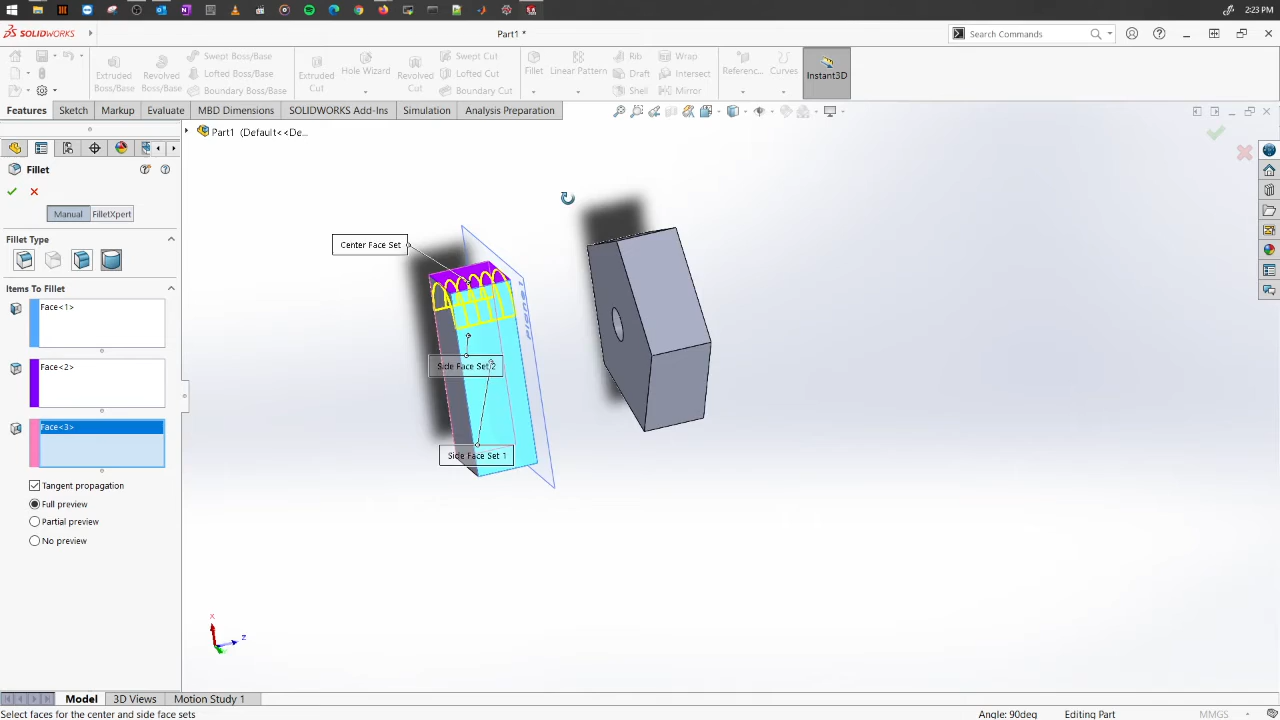 2:23 PM
SOLIDWORKS
Part1 *
Search Commands
Extruded Boss/Base
Revolved Boss/Base
Swept Boss/Base
Lofted Boss/Base
Boundary Boss/Base
Extruded Cut
Hole Wizard
Revolved Cut
Swept Cut
Lofted Cut
Boundary Cut
Fillet
Linear Pattern
Rib
Draft
Shell
Wrap
Intersect
Mirror
Referenc...
Curves
Instant3D
Features
Sketch
Markup
Evaluate
MBD Dimensions
SOLIDWORKS Add-Ins
Simulation
Analysis Preparation
Part1 (Default<<De...
Fillet
Manual
FilletXpert
Fillet Type
Items To Fillet
Face<1>
Face<2>
Face<3>
Tangent propagation
Full preview
Partial preview
No preview
Center Face Set
Side Face Set 2
Side Face Set 1
Plane1
X
Z
Model
3D Views
Motion Study 1
Select faces for the center and side face sets
Angle: 90deg
Editing Part
MMGS